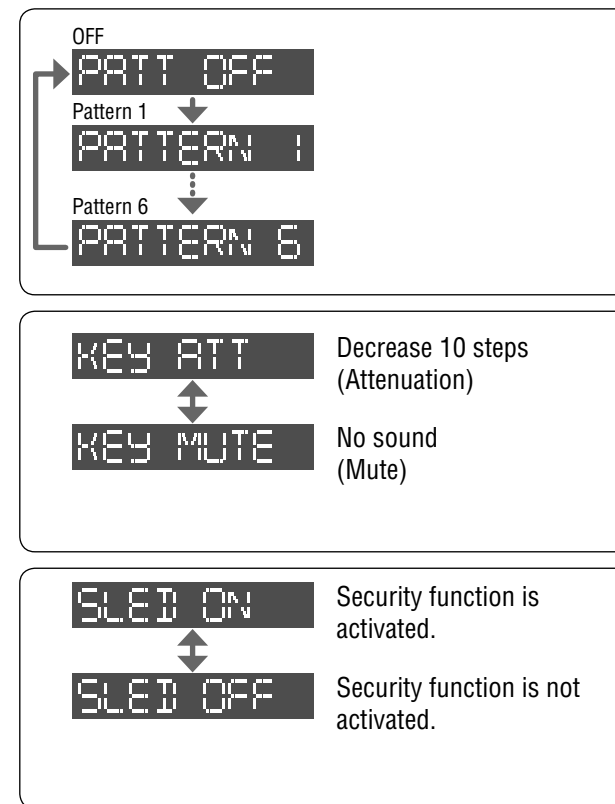 OFF
PATT OFF
Pattern 1
PATTERN 1
Pattern 6
PATTERN 6
KEY ATT
Decrease 10 steps
(Attenuation)
KEY MUTE
No sound
(Mute)
SLED ON
Security function is
activated.
SLED OFF
Security function is not
activated.